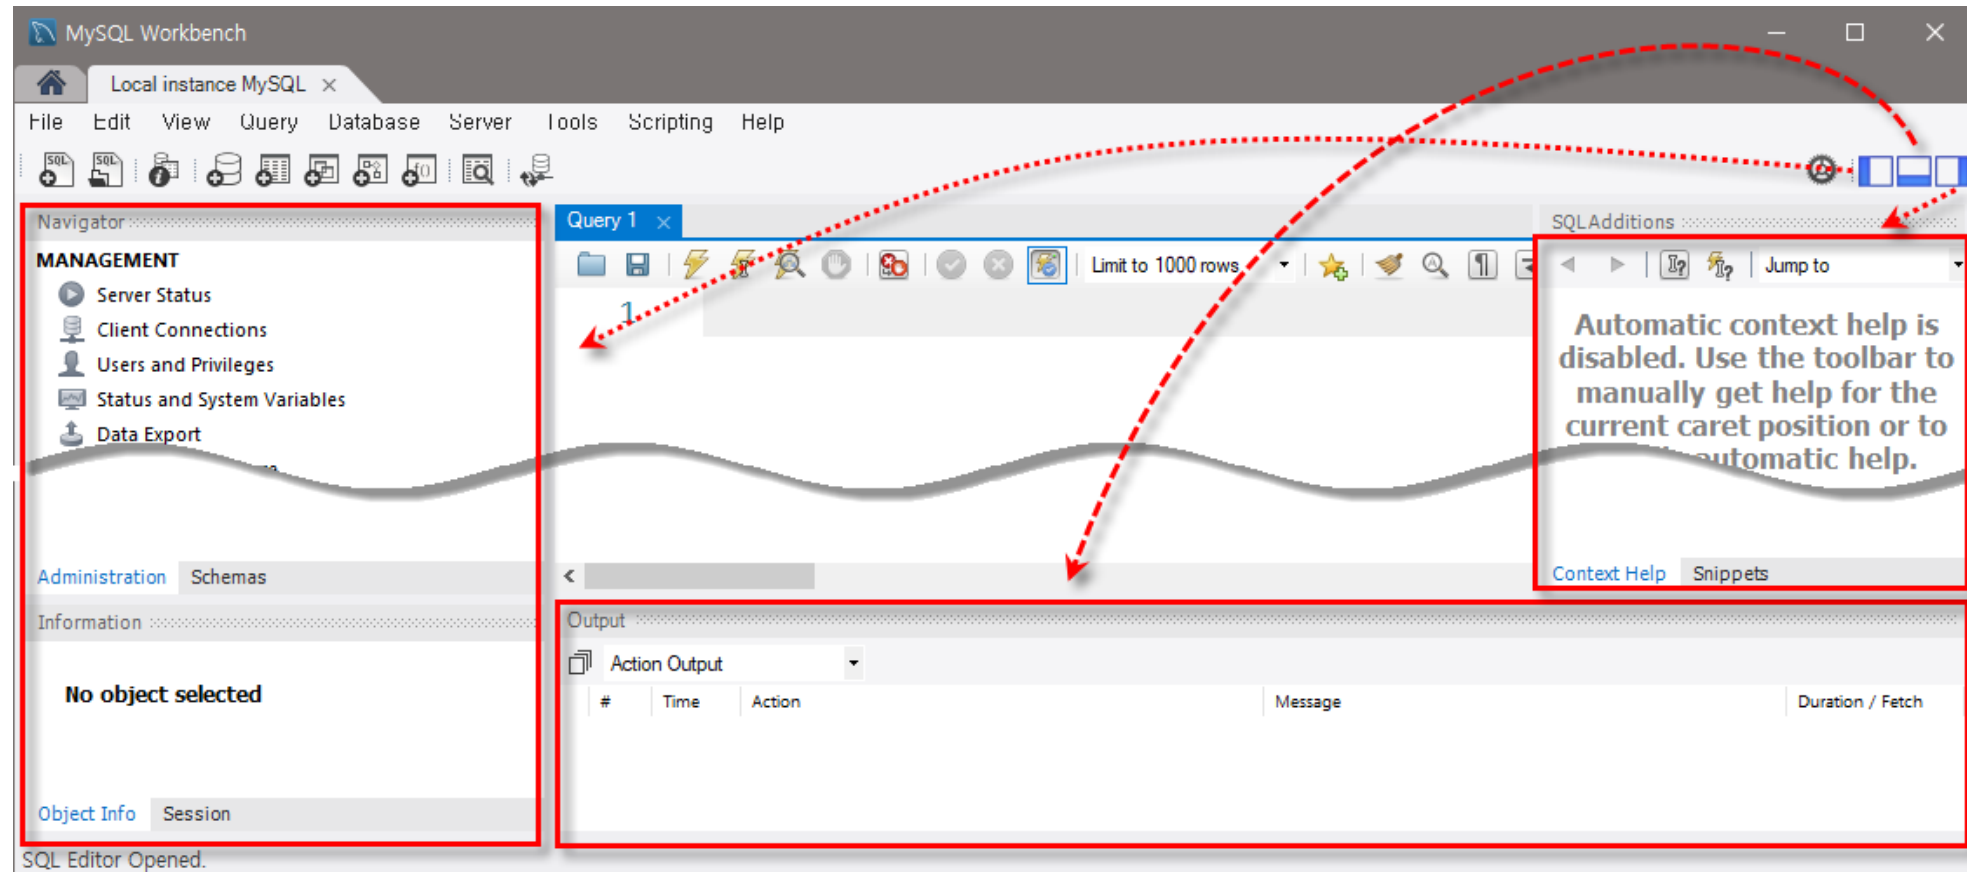 MySQL Workbench
Local instance MySQL
File Edit View Query Database Server Tools Scripting Help
Navigator
MANAGEMENT
Server Status
Client Connections
Users and Privileges
Status and System Variables
Data Export
Administration Schemas
Information
No object selected
Object Info Session
Query 1
Limit to 1000 rows
1
SQLAdditions
Jump to
Automatic context help is
disabled. Use the toolbar to
manually get help for the
current caret position or to
automatic help.
Context Help Snippets
Output
Action Output
# Time Action Message Duration / Fetch
SQL Editor Opened.